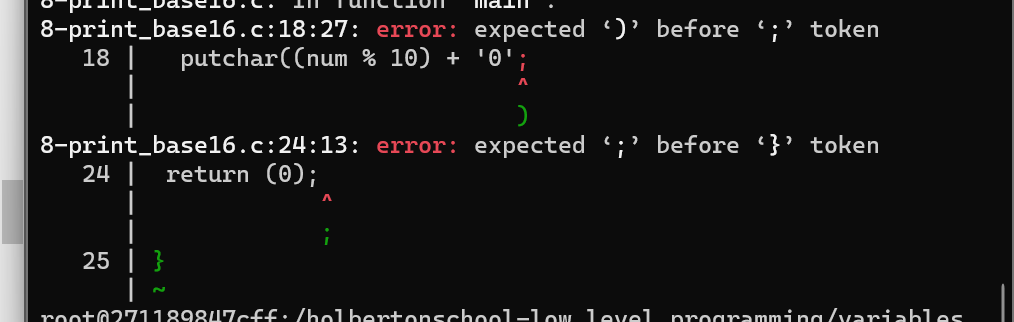 8-print_base16.c: In function 'main':
8-print_base16.c:18:27: error: expected ‘)’ before ‘;’ token
18 | putchar((num % 10) + '0';
| ^
| )
8-print_base16.c:24:13: error: expected ‘;’ before ‘}’ token
24 | return (0);
| ^
| ;
25 | }
| ~
root@271189847cff:/holbertonschool-low_level_programming/variables